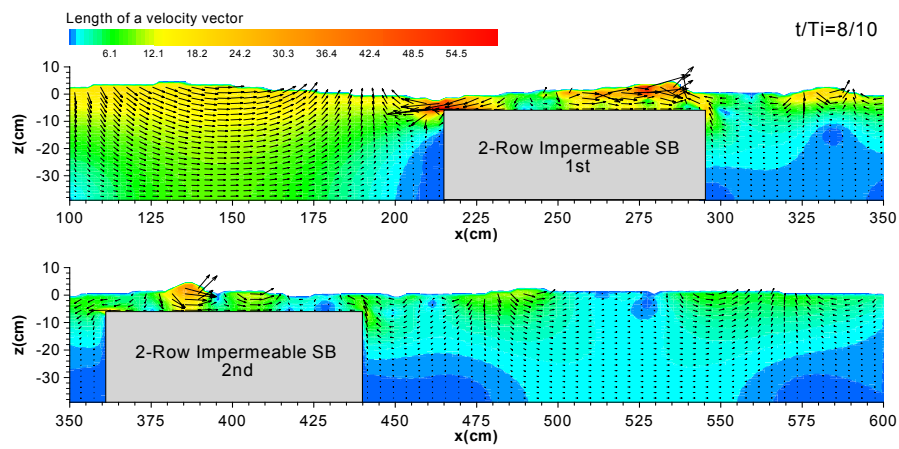 Length of a velocity vector
t/Ti=8/10
6.1 12.1 18.2 24.2 30.3 36.4 42.4 48.5 54.5
10
0
-10
-20
-30
z(cm)
2-Row Impermeable SB
1st
100 125 150 175 200 225 250 275 300 325 350
x(cm)
10
0
-10
-20
-30
z(cm)
2-Row Impermeable SB
2nd
350 375 400 425 450 475 500 525 550 575 600
x(cm)